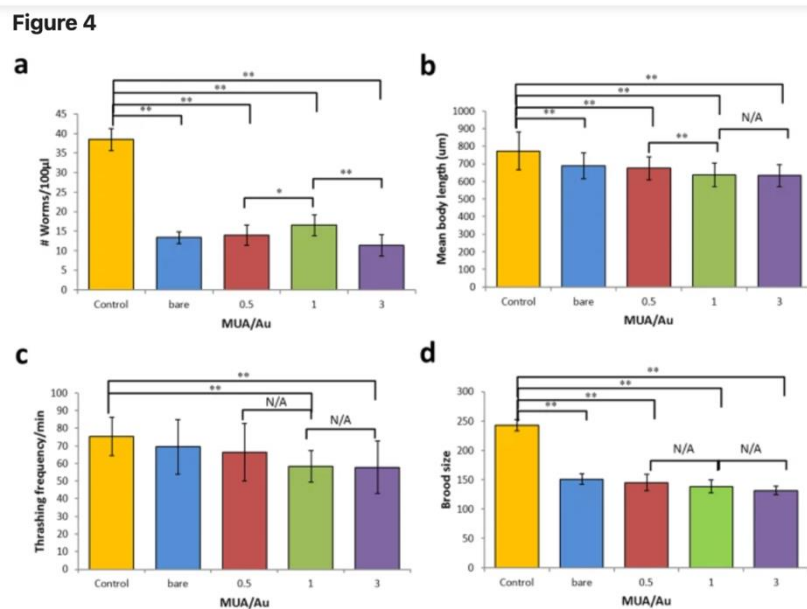 Figure 4
a
**
**
**
**
**
*
# Worms/100µl
45
40
35
30
25
20
15
10
5
0
Control bare 0.5 1 3
MUA/Au
b
**
**
**
**
**
N/A
Mean body length (um)
1000
900
800
700
600
500
400
300
200
100
0
Control bare 0.5 1 3
MUA/Au
c
**
**
N/A
N/A
Thrashing frequency/min
100
90
80
70
60
50
40
30
20
10
0
Control bare 0.5 1 3
MUA/Au
d
**
**
**
**
N/A N/A
Brood size
300
250
200
150
100
50
0
Control bare 0.5 1 3
MUA/Au